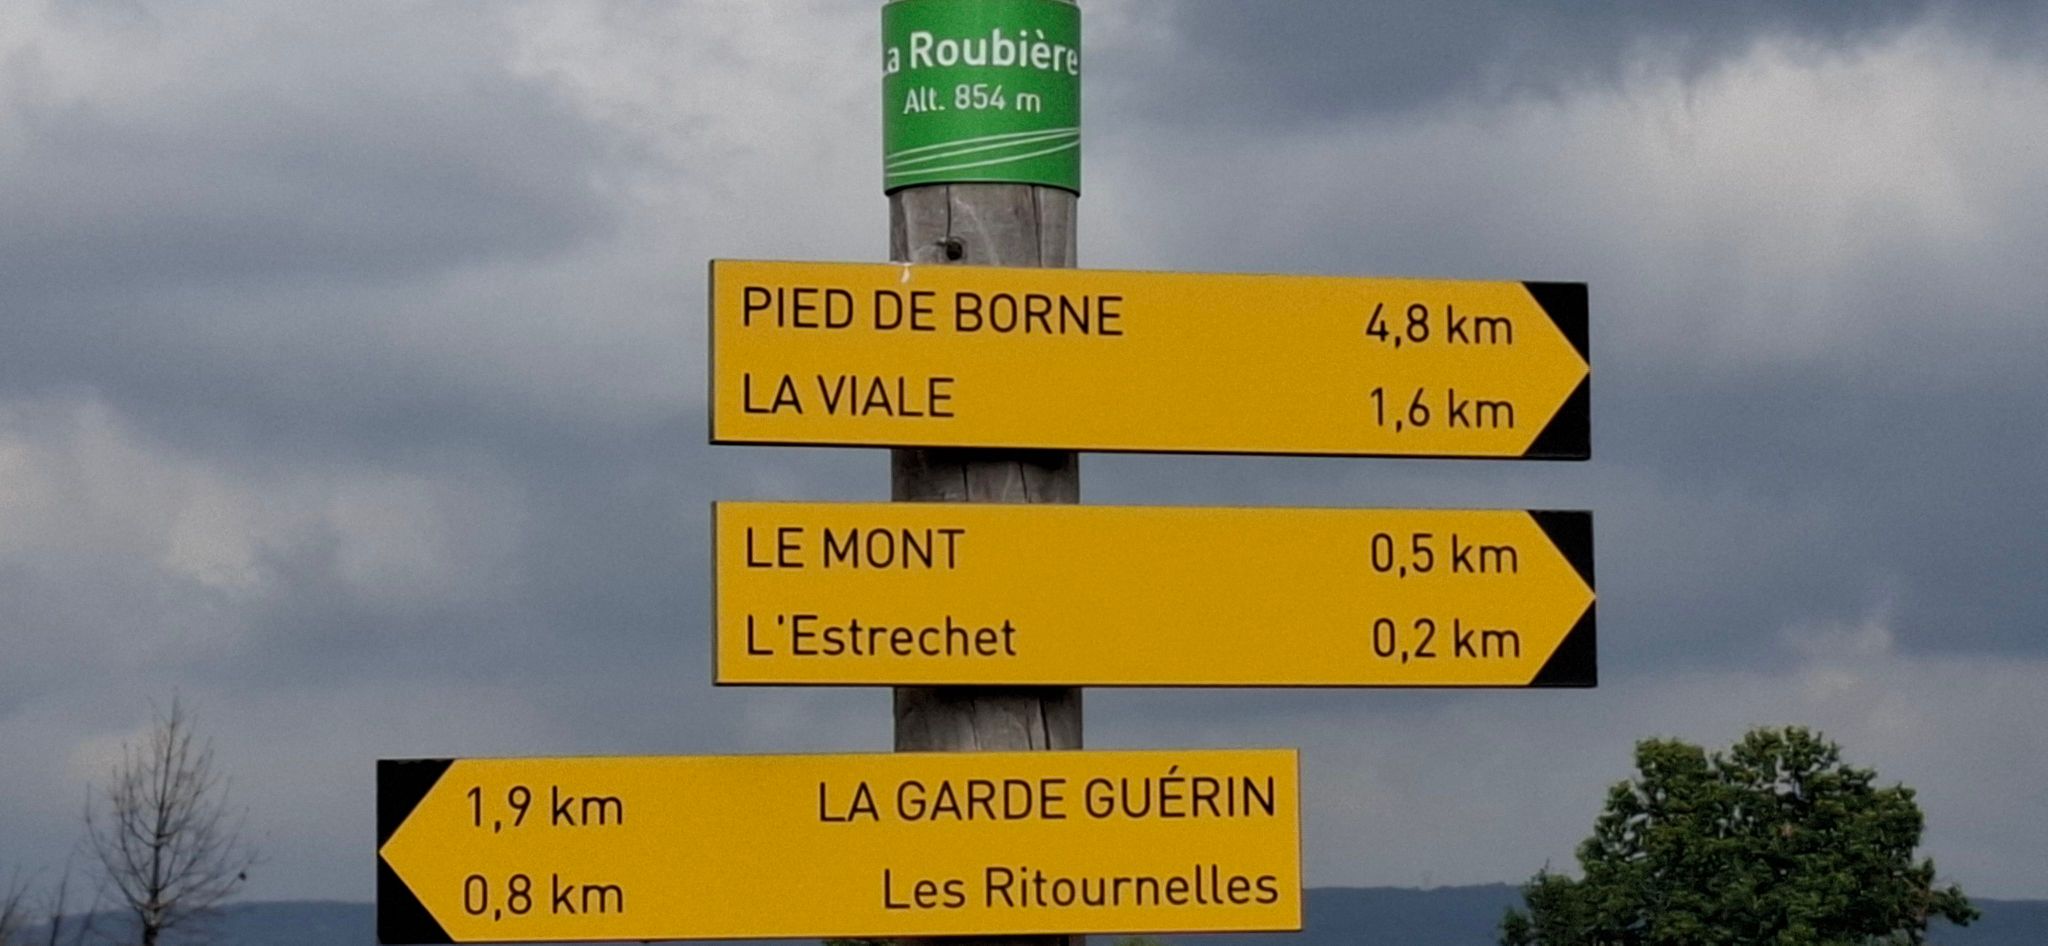 La Roubière
Alt. 854 m
PIED DE BORNE 4,8 km
LA VIALE 1,6 km
LE MONT 0,5 km
L'Estrechet 0,2 km
1,9 km LA GARDE GUÉRIN
0,8 km Les Ritournelles